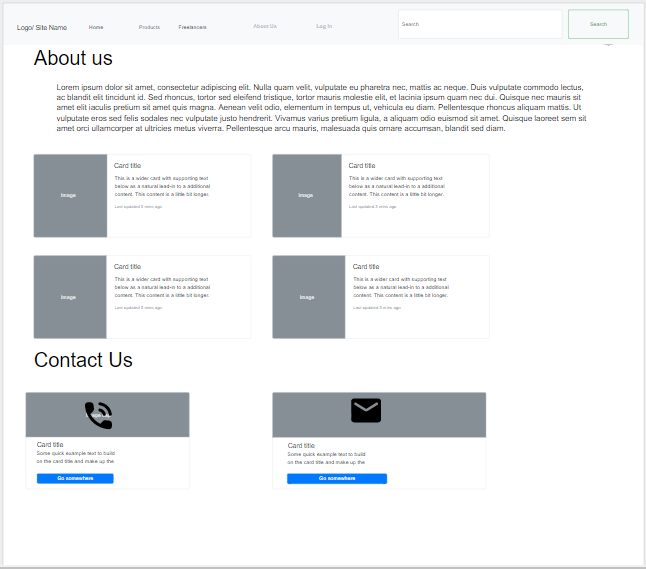 Logo/ Site Name Home Products Freelancers About Us Log In Search Search
About us
Lorem ipsum dolor sit amet, consectetur adipiscing elit. Nulla quam velit, vulputate eu pharetra nec, mattis ac neque. Duis vulputate commodo lectus,
ac blandit elit tincidunt id. Sed rhoncus, tortor sed eleifend tristique, tortor mauris molestie elit, et lacinia ipsum quam nec dui. Quisque nec mauris sit
amet elit iaculis pretium sit amet quis magna. Aenean velit odio, elementum in tempus ut, vehicula eu diam. Pellentesque rhoncus aliquam mattis. Ut
vulputate eros sed felis sodales nec vulputate justo hendrerit. Vivamus varius pretium ligula, a aliquam odio euismod sit amet. Quisque laoreet sem sit
amet orci ullamcorper at ultricies metus viverra. Pellentesque arcu mauris, malesuada quis ornare accumsan, blandit sed diam.
Image
Card title
This is a wider card with supporting text
below as a natural lead-in to a additional
content. This content is a little bit longer.
Last updated 3 mins ago
Image
Card title
This is a wider card with supporting text
below as a natural lead-in to a additional
content. This content is a little bit longer.
Last updated 3 mins ago
Image
Card title
This is a wider card with supporting text
below as a natural lead-in to a additional
content. This content is a little bit longer.
Last updated 3 mins ago
Image
Card title
This is a wider card with supporting text
below as a natural lead-in to a additional
content. This content is a little bit longer.
Last updated 3 mins ago
Contact Us
Card title
Some quick example text to build
on the card title and make up the
Go somewhere
Card title
Some quick example text to build
on the card title and make up the
Go somewhere